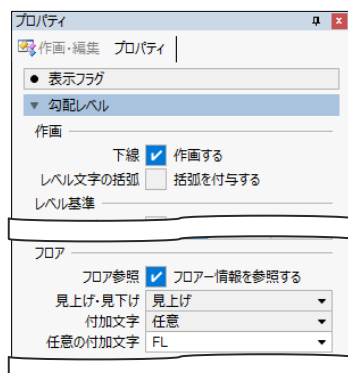 プロパティ
作画・編集 プロパティ
● 表示フラグ
▼ 勾配レベル
作画
下線 作画する
レベル文字の括弧 括弧を付与する
レベル基準
フロア
フロア参照 フロアー情報を参照する
見上げ・見下げ 見上げ
付加文字 任意
任意の付加文字 FL